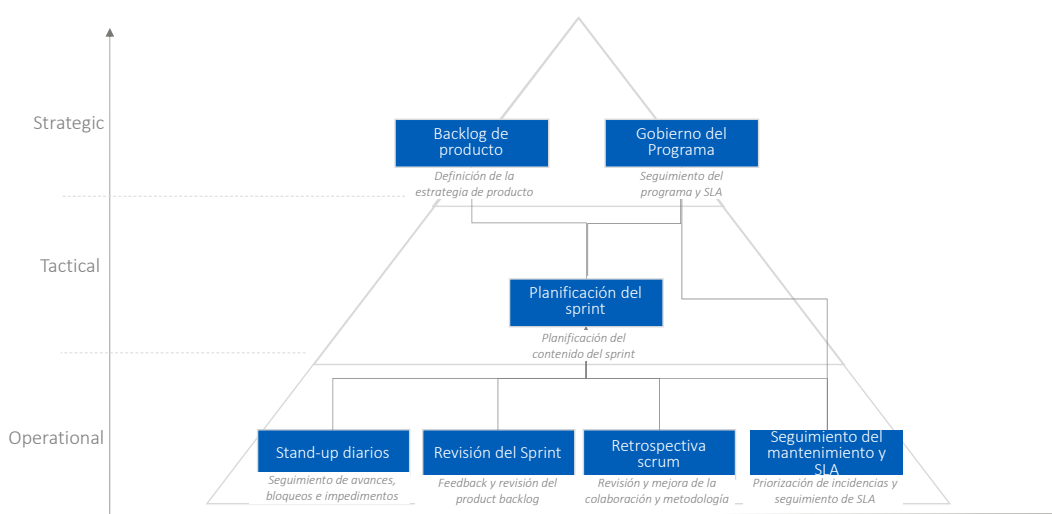 Strategic
Backlog de
producto
Gobierno del
Programa
Definición de la
estrategia de producto
Seguimiento del
programa y SLA
Tactical
Planificación del
sprint
Planificación del
contenido del sprint
Operational
Stand-up diarios
Revisión del Sprint
Retrospectiva
scrum
Seguimiento del
mantenimiento y
SLA
Seguimiento de avances,
bloqueos e impedimentos
Feedback y revisión del
product backlog
Revisión y mejora de la
colaboración y metodología
Priorización de incidencias y
seguimiento de SLA